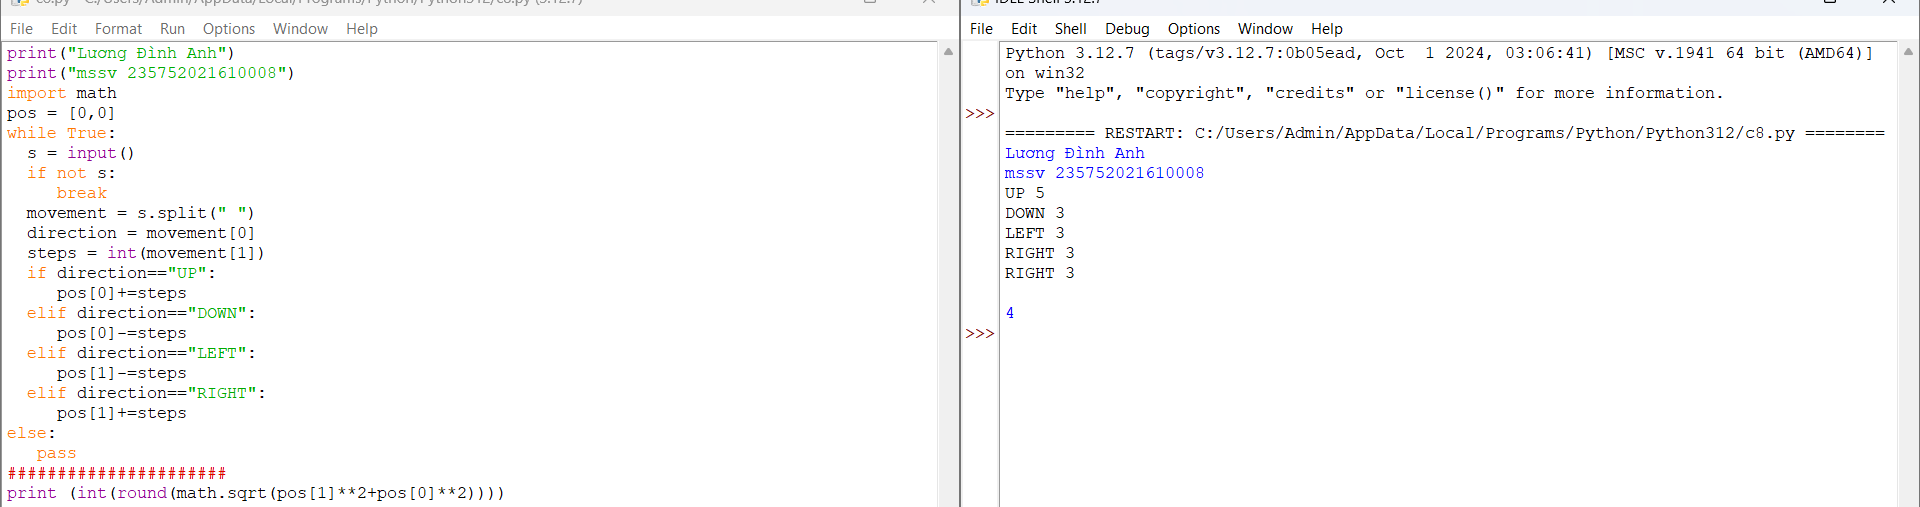 File Edit Format Run Options Window Help
print("Lương Đình Anh")
print("mssv 235752021610008")
import math
pos = [0,0]
while True:
  s = input()
  if not s:
     break
  movement = s.split(" ")
  direction = movement[0]
  steps = int(movement[1])
  if direction=="UP":
     pos[0]+=steps
  elif direction=="DOWN":
     pos[0]-=steps
  elif direction=="LEFT":
     pos[1]-=steps
  elif direction=="RIGHT":
     pos[1]+=steps
else:
   pass
######################
print (int(round(math.sqrt(pos[1]**2+pos[0]**2))))
File Edit Shell Debug Options Window Help
Python 3.12.7 (tags/v3.12.7:0b05ead, Oct  1 2024, 03:06:41) [MSC v.1941 64 bit (AMD64)]
on win32
Type "help", "copyright", "credits" or "license()" for more information.
>>>
========= RESTART: C:/Users/Admin/AppData/Local/Programs/Python/Python312/c8.py ========
Lương Đình Anh
mssv 235752021610008
UP 5
DOWN 3
LEFT 3
RIGHT 3
RIGHT 3
4
>>>